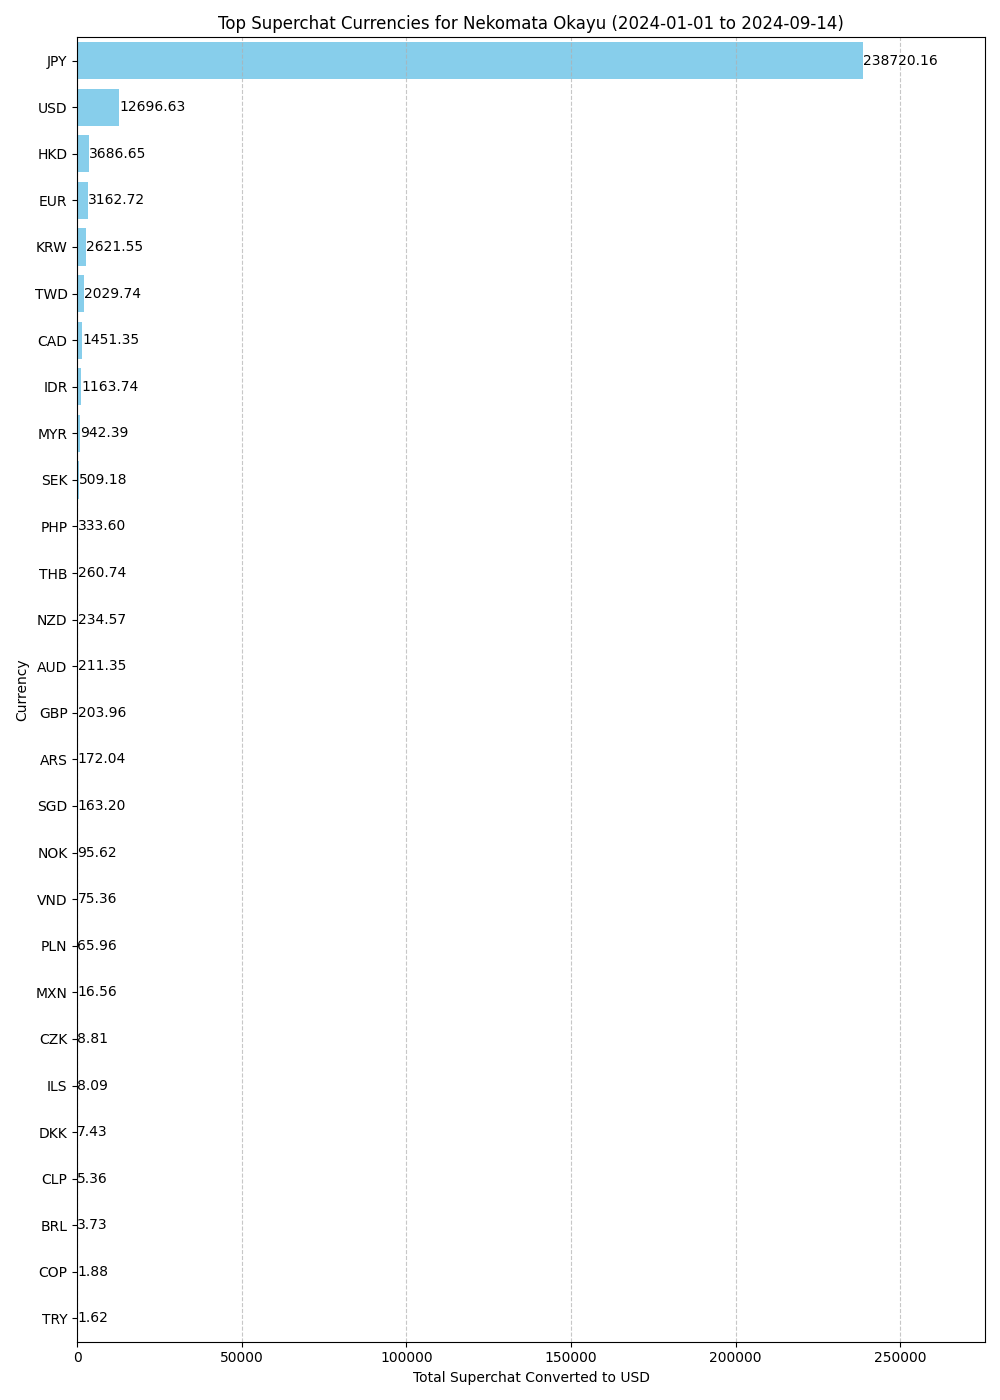 Top Superchat Currencies for Nekomata Okayu (2024-01-01 to 2024-09-14)
JPY 238720.16
USD 12696.63
HKD 3686.65
EUR 3162.72
KRW 2621.55
TWD 2029.74
CAD 1451.35
IDR 1163.74
MYR 942.39
SEK 509.18
PHP 333.60
THB 260.74
NZD 234.57
AUD 211.35
GBP 203.96
ARS 172.04
SGD 163.20
NOK 95.62
VND 75.36
PLN 65.96
MXN 16.56
CZK 8.81
ILS 8.09
DKK 7.43
CLP 5.36
BRL 3.73
COP 1.88
TRY 1.62
Currency
0 50000 100000 150000 200000 250000
Total Superchat Converted to USD